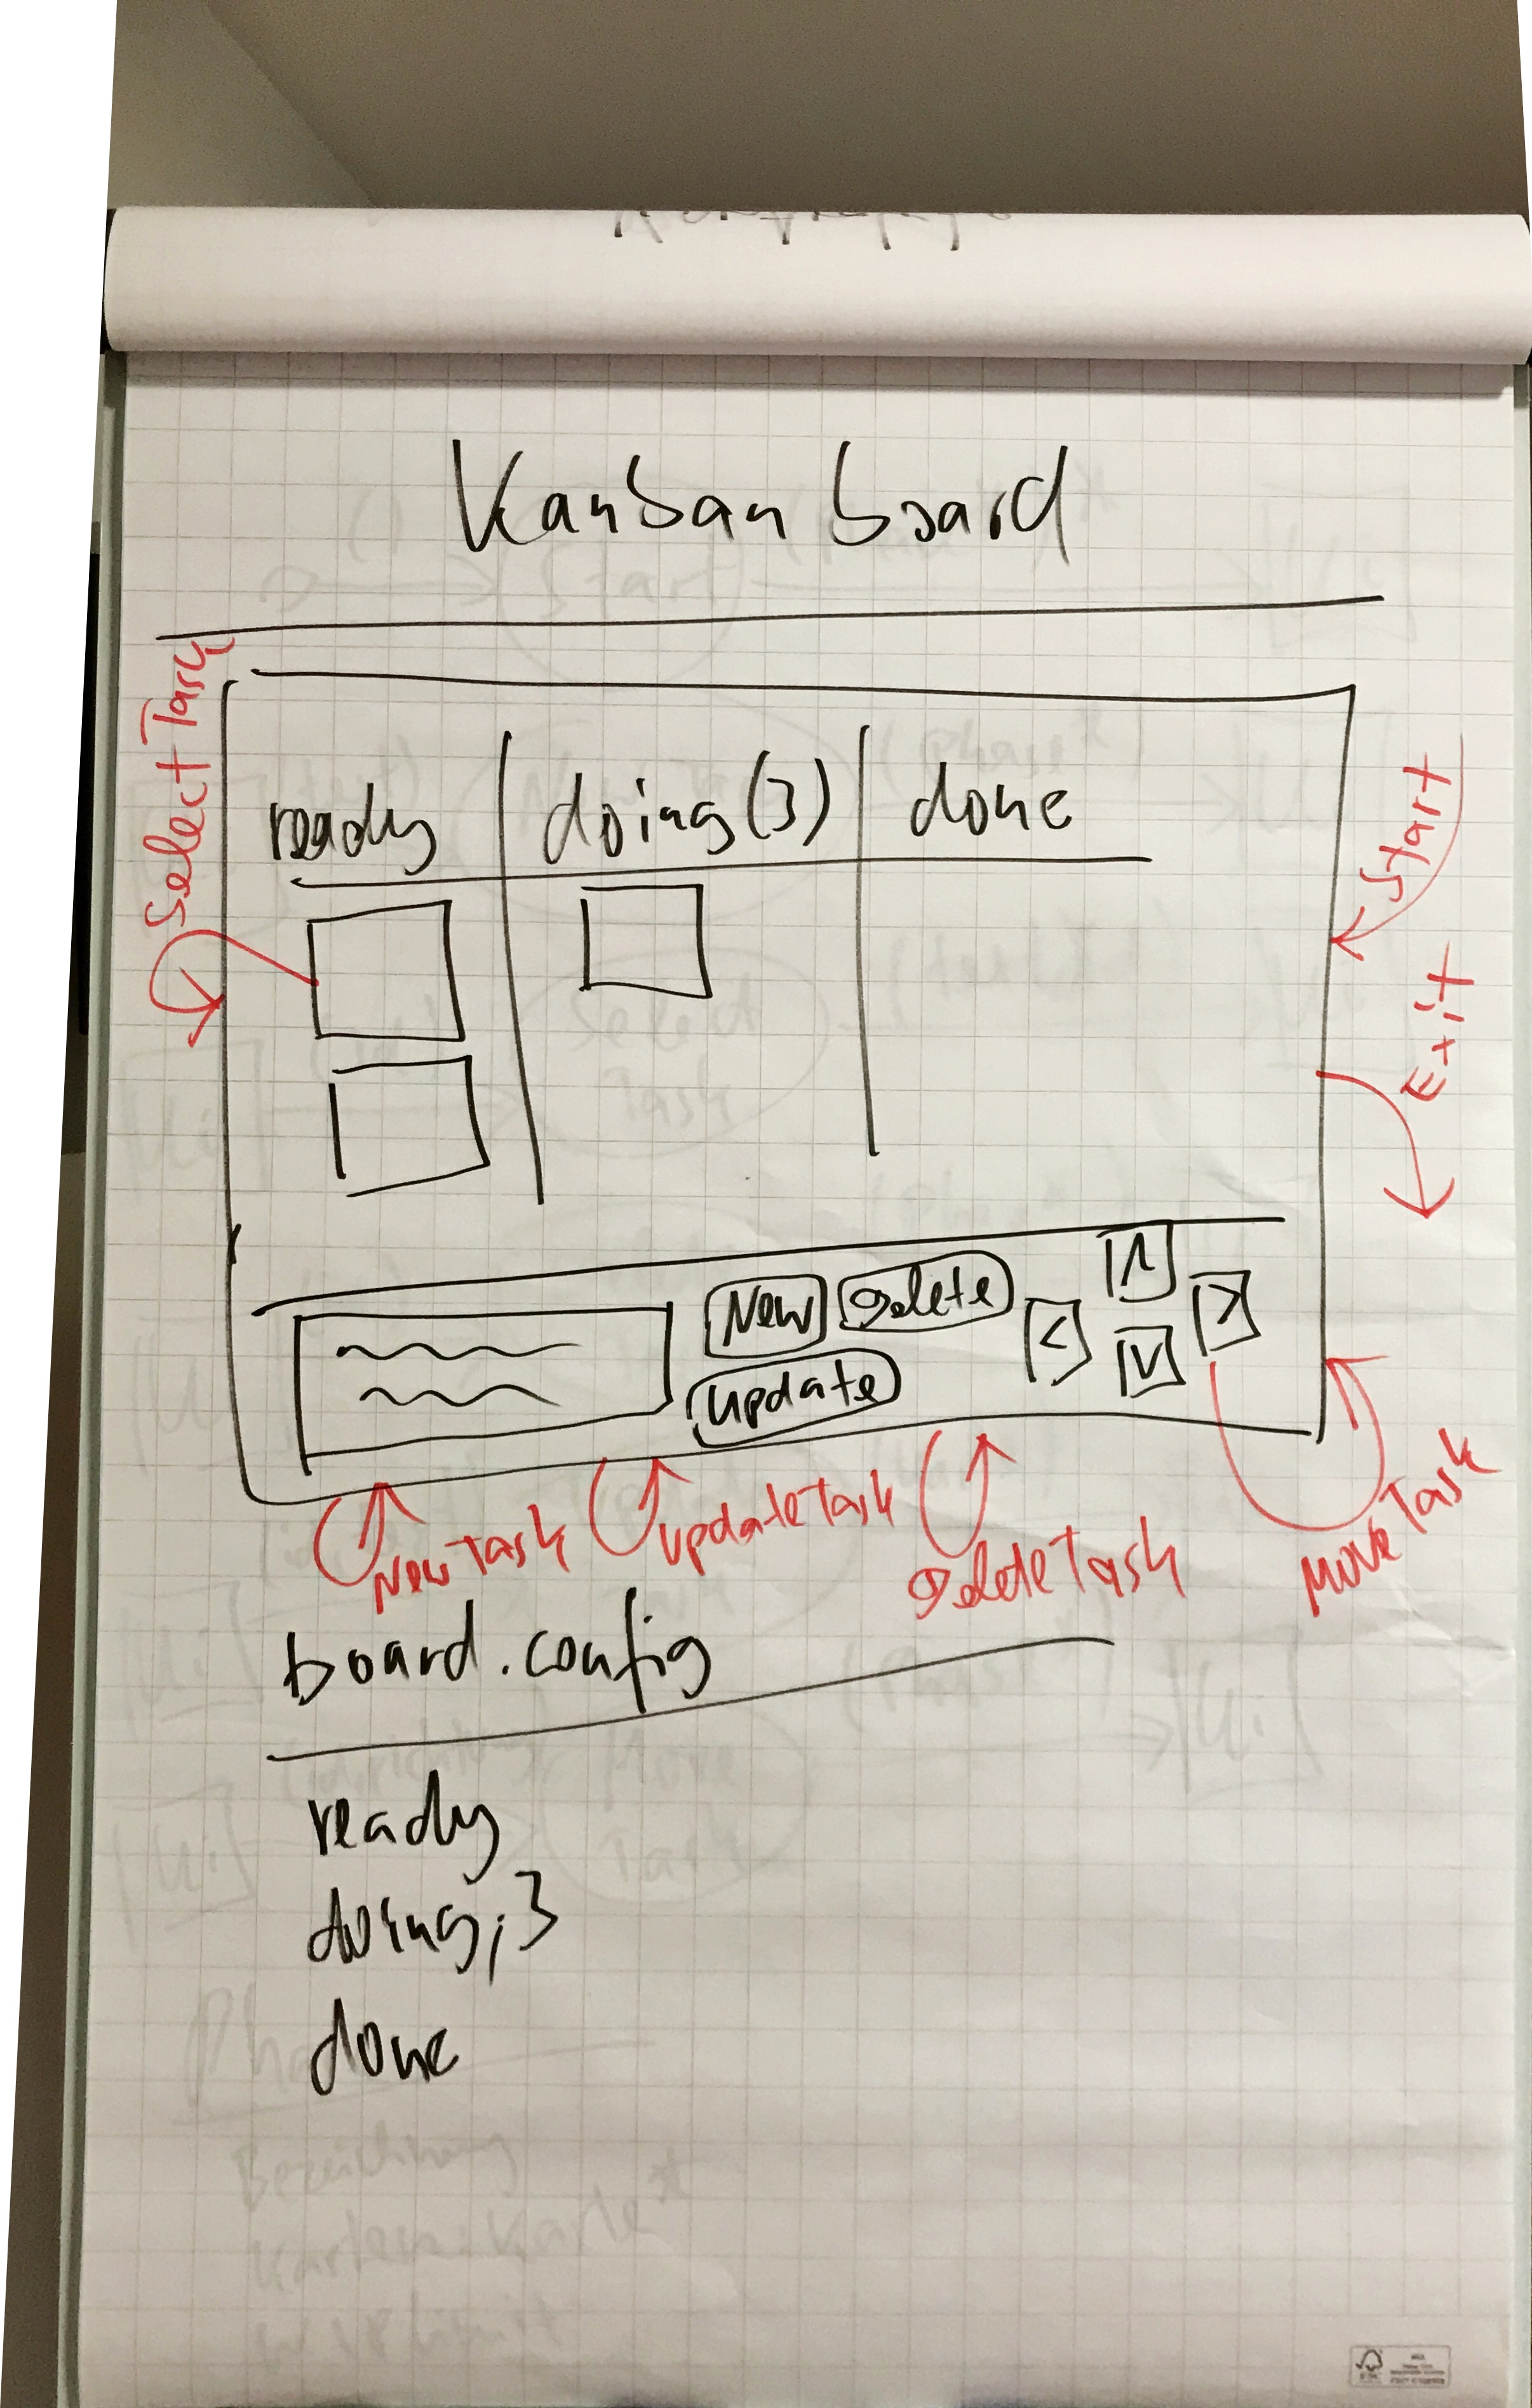 Kanban board
Select Task
ready
doing (3)
done
Start
Exit
New
Delete
Update
<
Λ
V
>
New Task
Update Task
Delete Task
Move Task
board.config
ready
doing;3
done